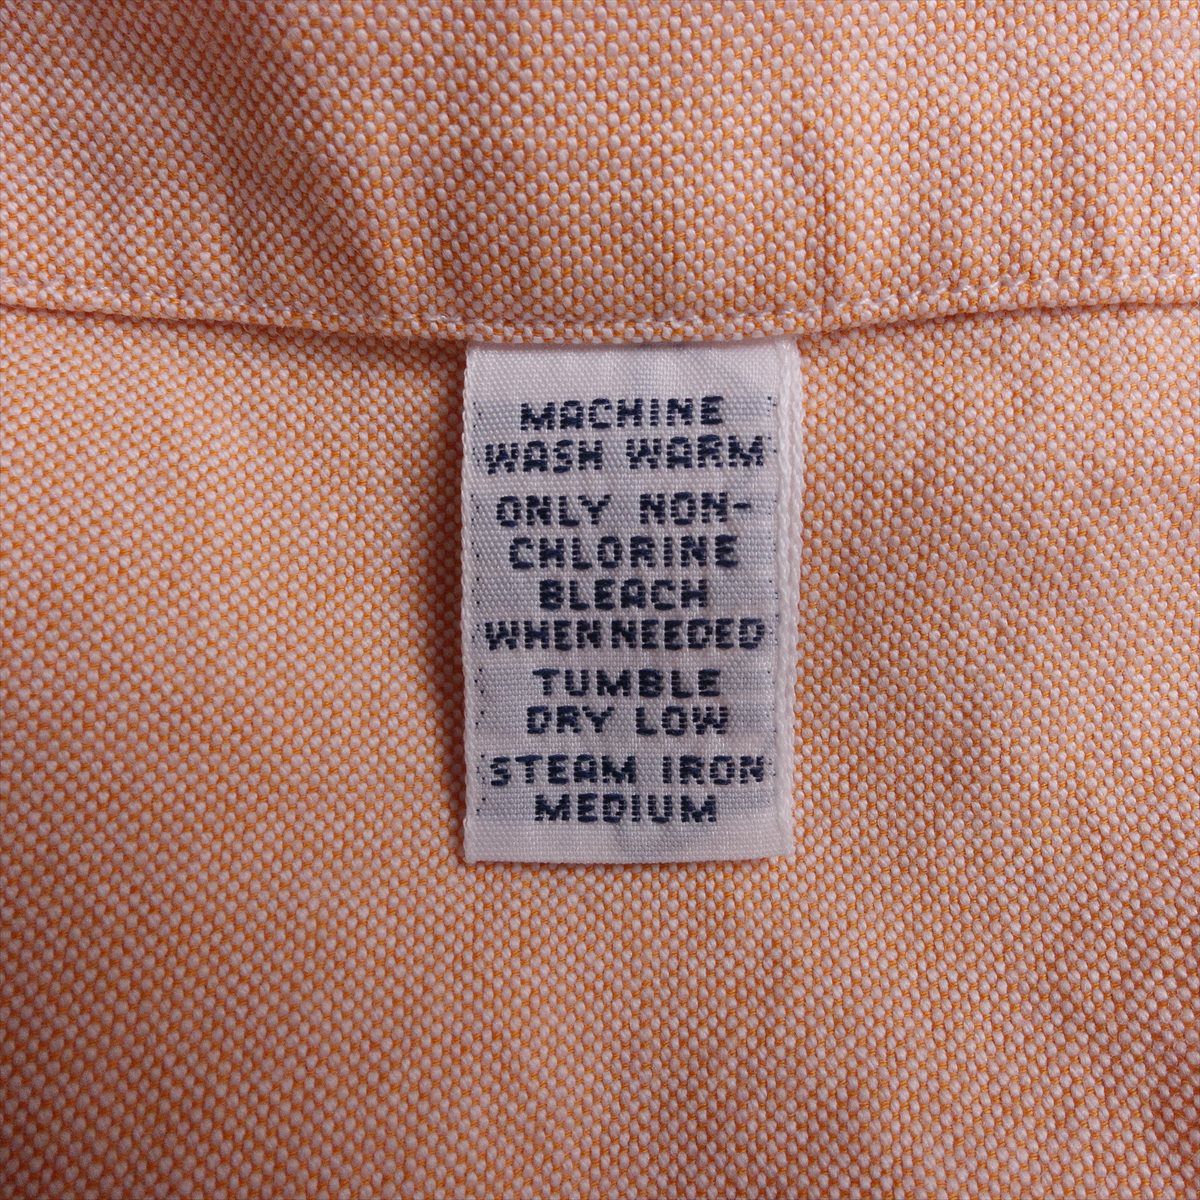 MACHINE
WASH WARM
ONLY NON-
CHLORINE
BLEACH
WHEN NEEDED
TUMBLE
DRY LOW
STEAM IRON
MEDIUM